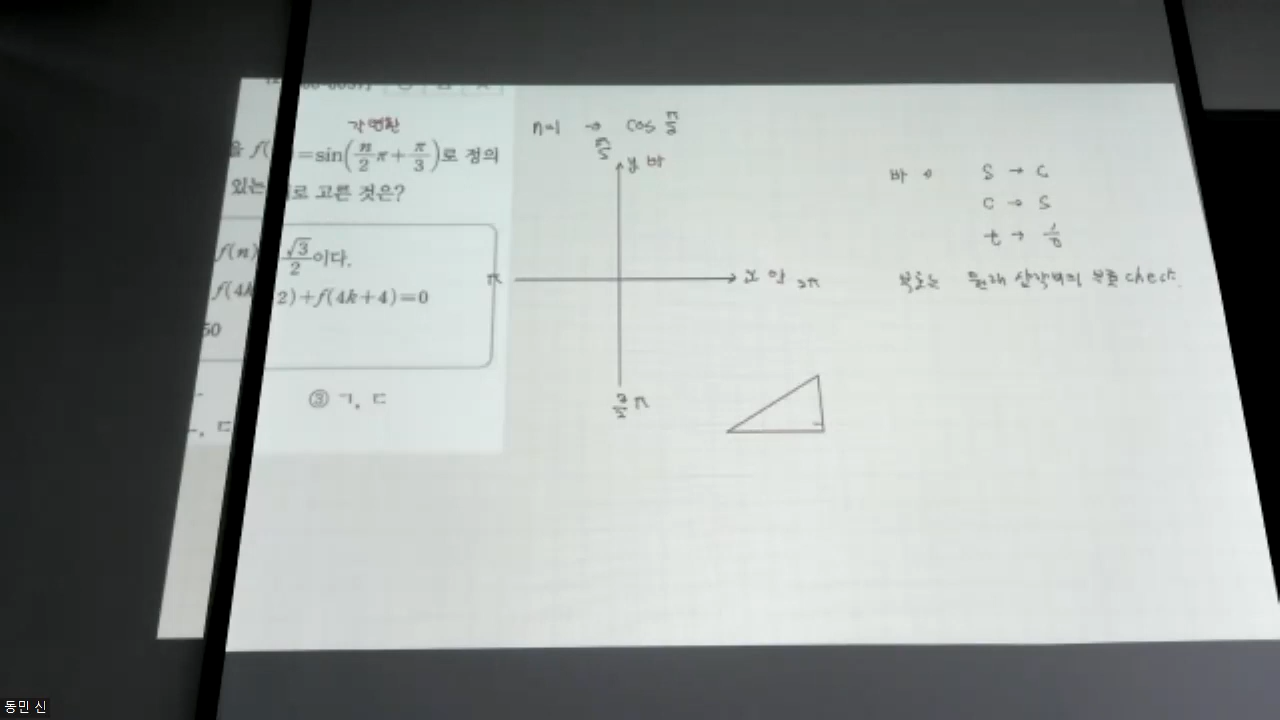 각변환
을 f( =sin(n/2 π + π/3)로 정의
있는 로 고른 것은?
f(n) √3/2이다.
f(4k 2)+f(4k+4)=0
50
③ ㄱ, ㄷ
, ㄷ
n=1 → cos π/3
π/2
y 바
π
x 안 2π
3/2 π
바 S → C
C → S
t → 1/t
부호는 원래 삼각비의 부호 check.
동민 신